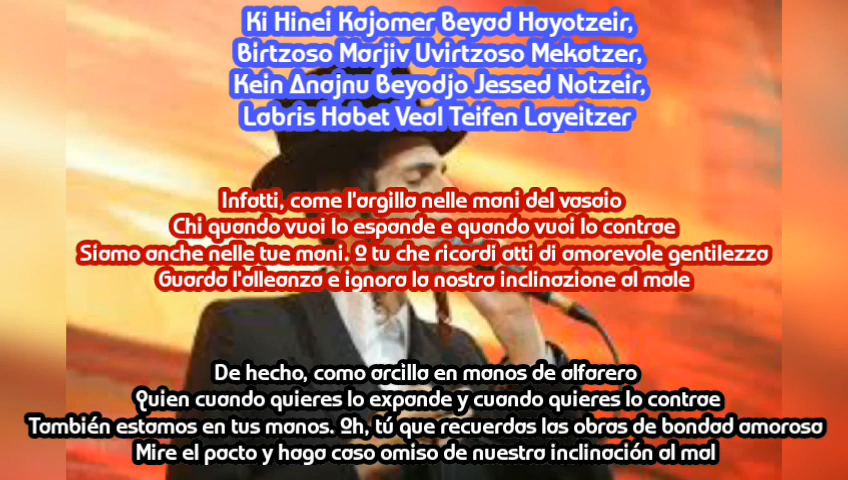 Ki Hinei Kajomer Beyad Hayotzeir,
Birtzoso Marjiv Uvirtzoso Mekatzer,
Kein Anajnu Beyodjo Jessed Notzeir,
Labris Habet Veal Teifen Layeitzer
Infatti, come l'argilla nelle mani del vasaio
Chi quando vuoi lo espande e quando vuoi lo contrae
Siamo anche nelle tue mani. O tu che ricordi atti di amorevole gentilezza
Guarda l'alleanza e ignora la nostra inclinazione al male
De hecho, como arcilla en manos de alfarero
Quien cuando quieres lo expande y cuando quieres lo contrae
También estamos en tus manos. Oh, tú que recuerdas las obras de bondad amorosa
Mire el pacto y haga caso omiso de nuestra inclinación al mal